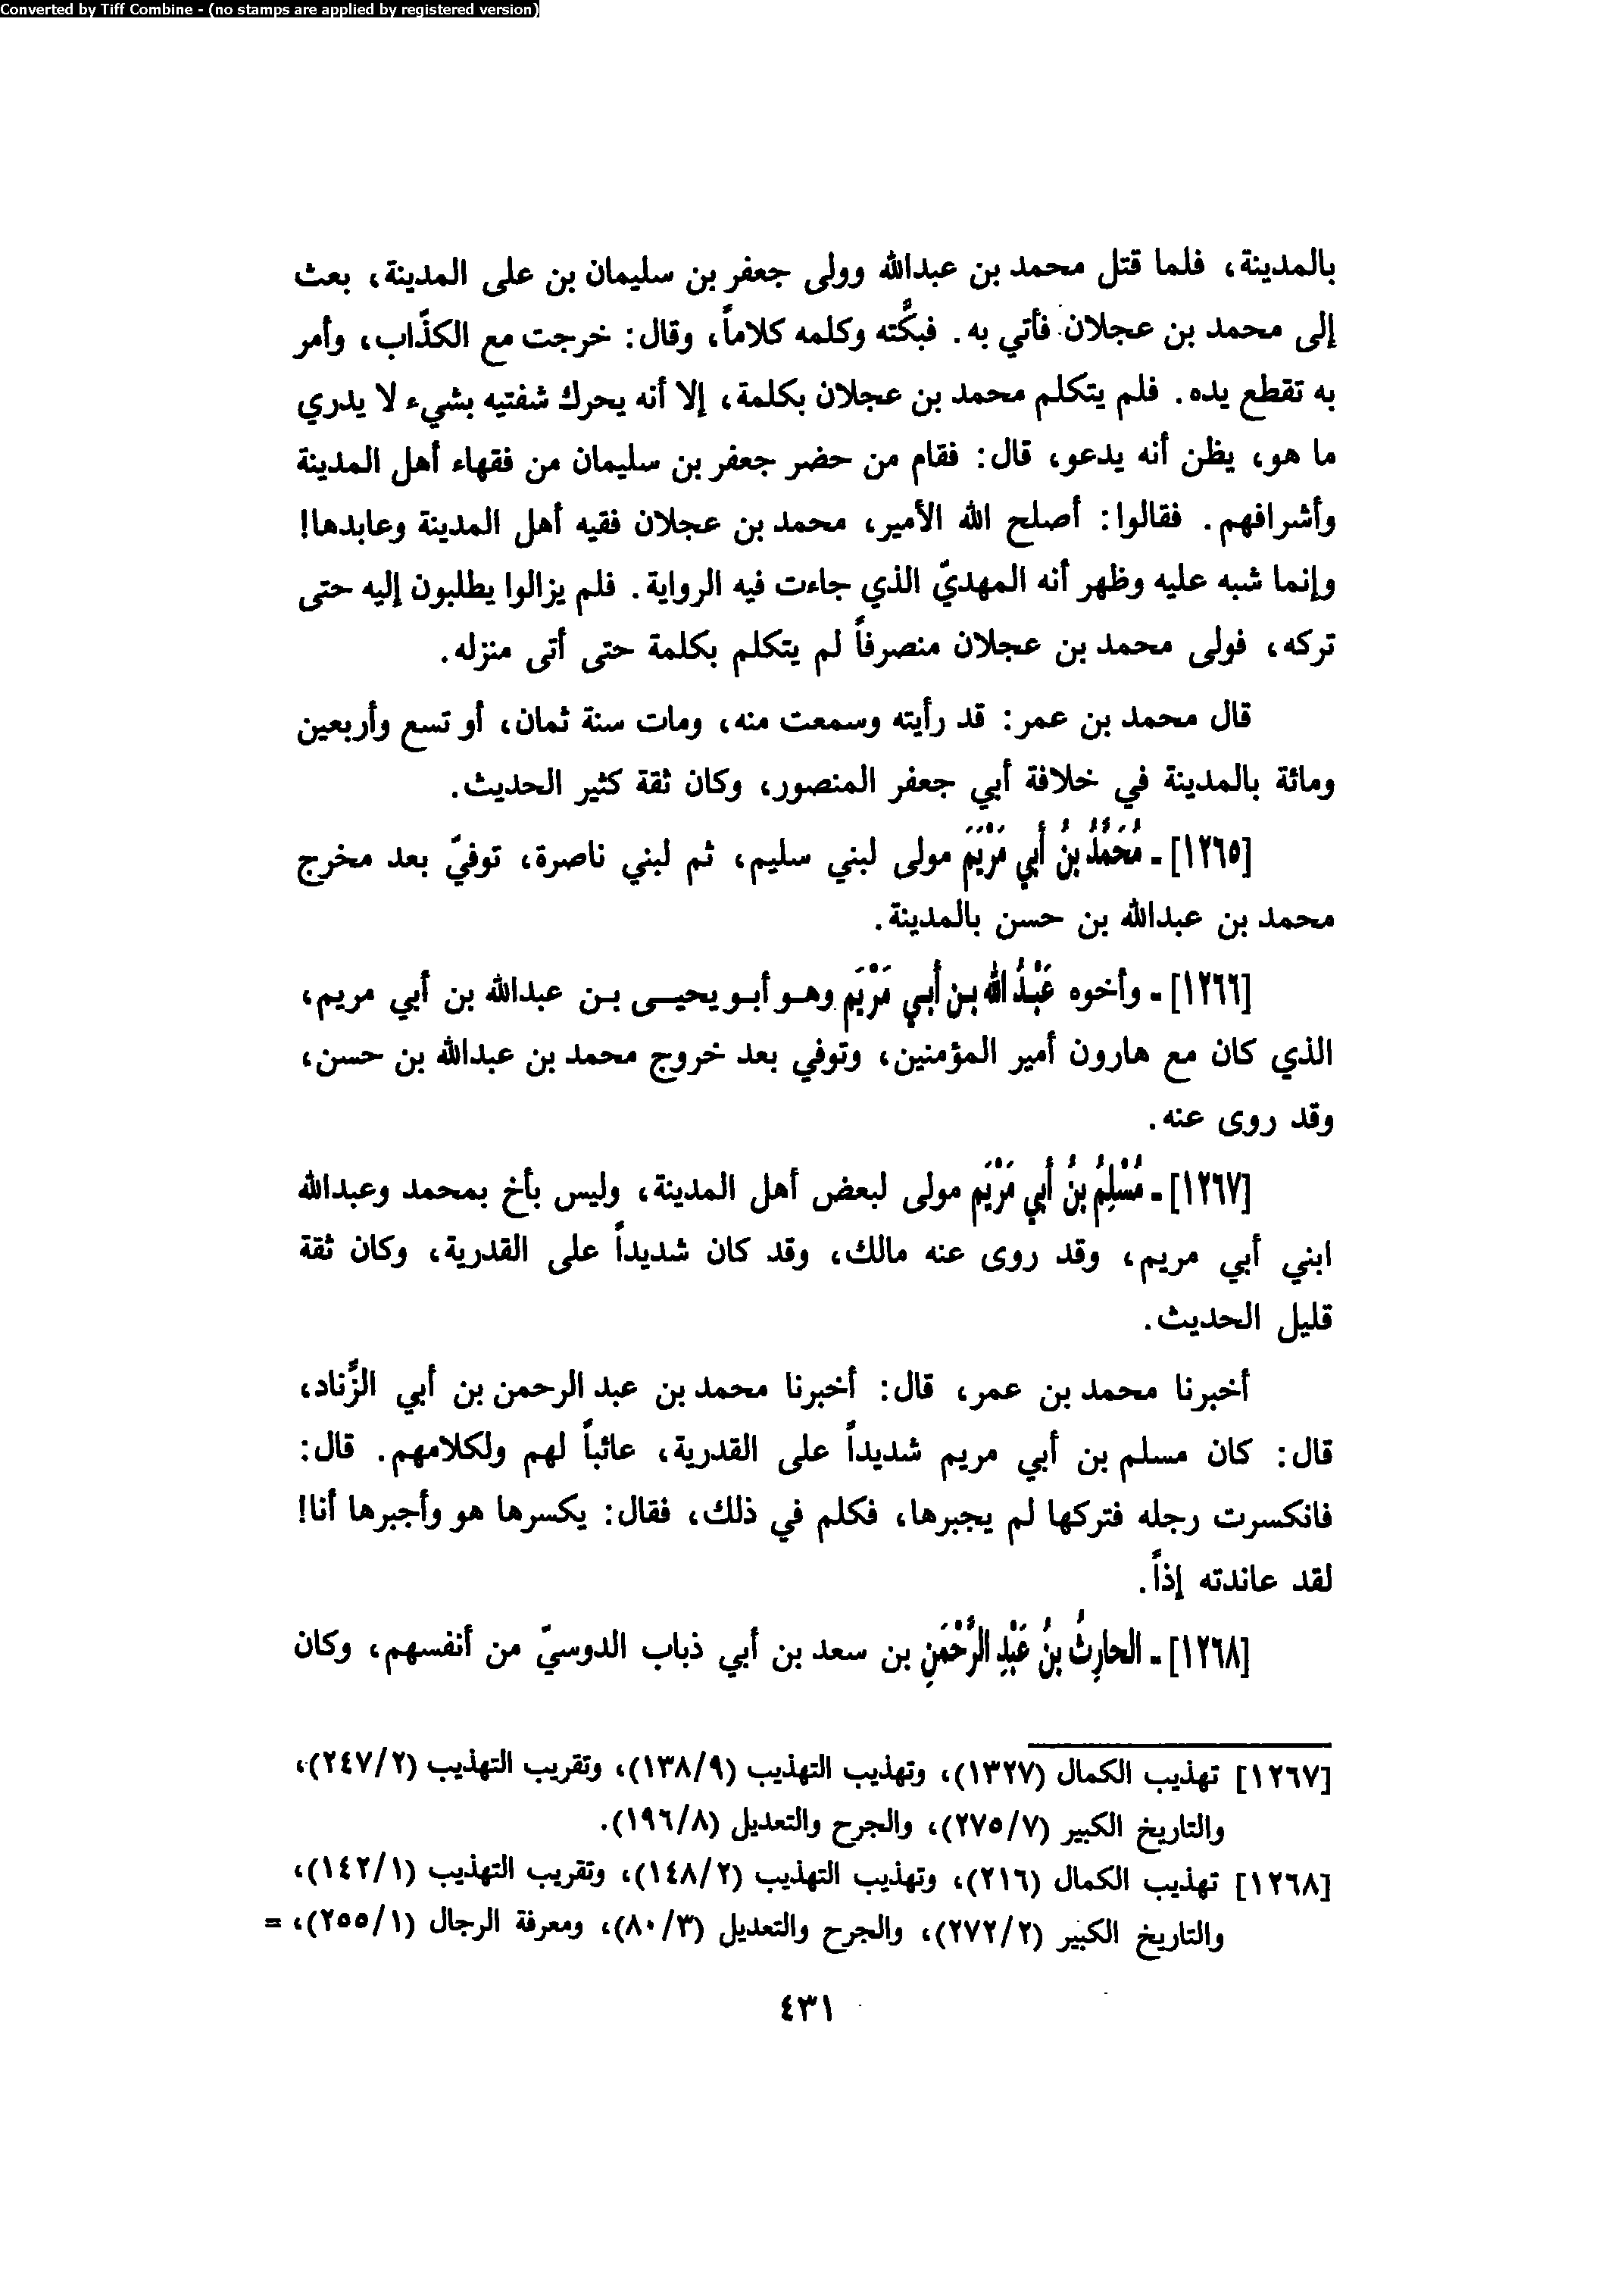 Converted by Tiff Combine - (no stamps are applied by registered version)
بالمدينة، فلما قتل محمد بن عبدالله وولى جعفر بن سليمان بن على المدينة، بعث
إلى محمد بن عجلان فأتي به. فبكَّته وكلمه كلاماً، وقال: خرجت مع الكذّاب، وأمر
به تقطع يده. فلم يتكلم محمد بن عجلان بكلمة، إلا أنه يحرك شفتيه بشيء لا يدري
ما هو، يظن أنه يدعو، قال: فقام من حضر جعفر بن سليمان من فقهاء أهل المدينة
وأشرافهم. فقالوا: أصلح الله الأمير، محمد بن عجلان فقيه أهل المدينة وعابدها!
وإنما شبه عليه وظهر أنه المهديّ الذي جاءت فيه الرواية. فلم يزالوا يطلبون إليه حتى
تركه، فولى محمد بن عجلان منصرفاً لم يتكلم بكلمة حتى أتى منزله.
قال محمد بن عمر: قد رأيته وسمعت منه، ومات سنة ثمان، أو تسع وأربعين
ومائة بالمدينة في خلافة أبي جعفر المنصور، وكان ثقة كثير الحديث.
[١٢٦٥] - مُحَمَّدُ بنُ أبي مَرْيَمَ مولى لبني سليم، ثم لبني ناصرة، توفيّ بعد مخرج
محمد بن عبدالله بن حسن بالمدينة.
[١٢٦٦] - وأخوه عَبْدُ الله بن أبي مَرْيَم وهو أبو يحيى بن عبدالله بن أبي مريم،
الذي كان مع هارون أمير المؤمنين، وتوفي بعد خروج محمد بن عبدالله بن حسن،
وقد روى عنه.
[١٢٦٧] - مُسْلِمُ بنُ أبي مَرْيَم مولى لبعض أهل المدينة، وليس بأخ بمحمد وعبدالله
ابني أبي مريم، وقد روى عنه مالك، وقد كان شديداً على القدرية، وكان ثقة
قليل الحديث.
أخبرنا محمد بن عمر، قال: أخبرنا محمد بن عبد الرحمن بن أبي الزَّناد،
قال: كان مسلم بن أبي مريم شديداً على القدرية، عائباً لهم ولكلامهم. قال:
فانكسرت رجله فتركها لم يجبرها، فكلم في ذلك، فقال: يكسرها هو وأجبرها أنا!
لقد عاندته إذاً.
[١٢٦٨] - الحارِثُ بنُ عَبْدِ الرَّحْمَنِ بن سعد بن أبي ذباب الدوسيّ من أنفسهم، وكان
[١٢٦٧] تهذيب الكمال (١٣٢٧)، وتهذيب التهذيب (١٣٨/٩)، وتقريب التهذيب (٢٤٧/٢)،
والتاريخ الكبير (٢٧٥/٧)، والجرح والتعديل (١٩٦/٨).
[١٢٦٨] تهذيب الكمال (٢١٦)، وتهذيب التهذيب (١٤٨/٢)، وتقريب التهذيب (١٤٢/١)،
والتاريخ الكبير (٢٧٢/٢)، والجرح والتعديل (٨٠/٣)، ومعرفة الرجال (٢٥٥/١)، =
٤٣١